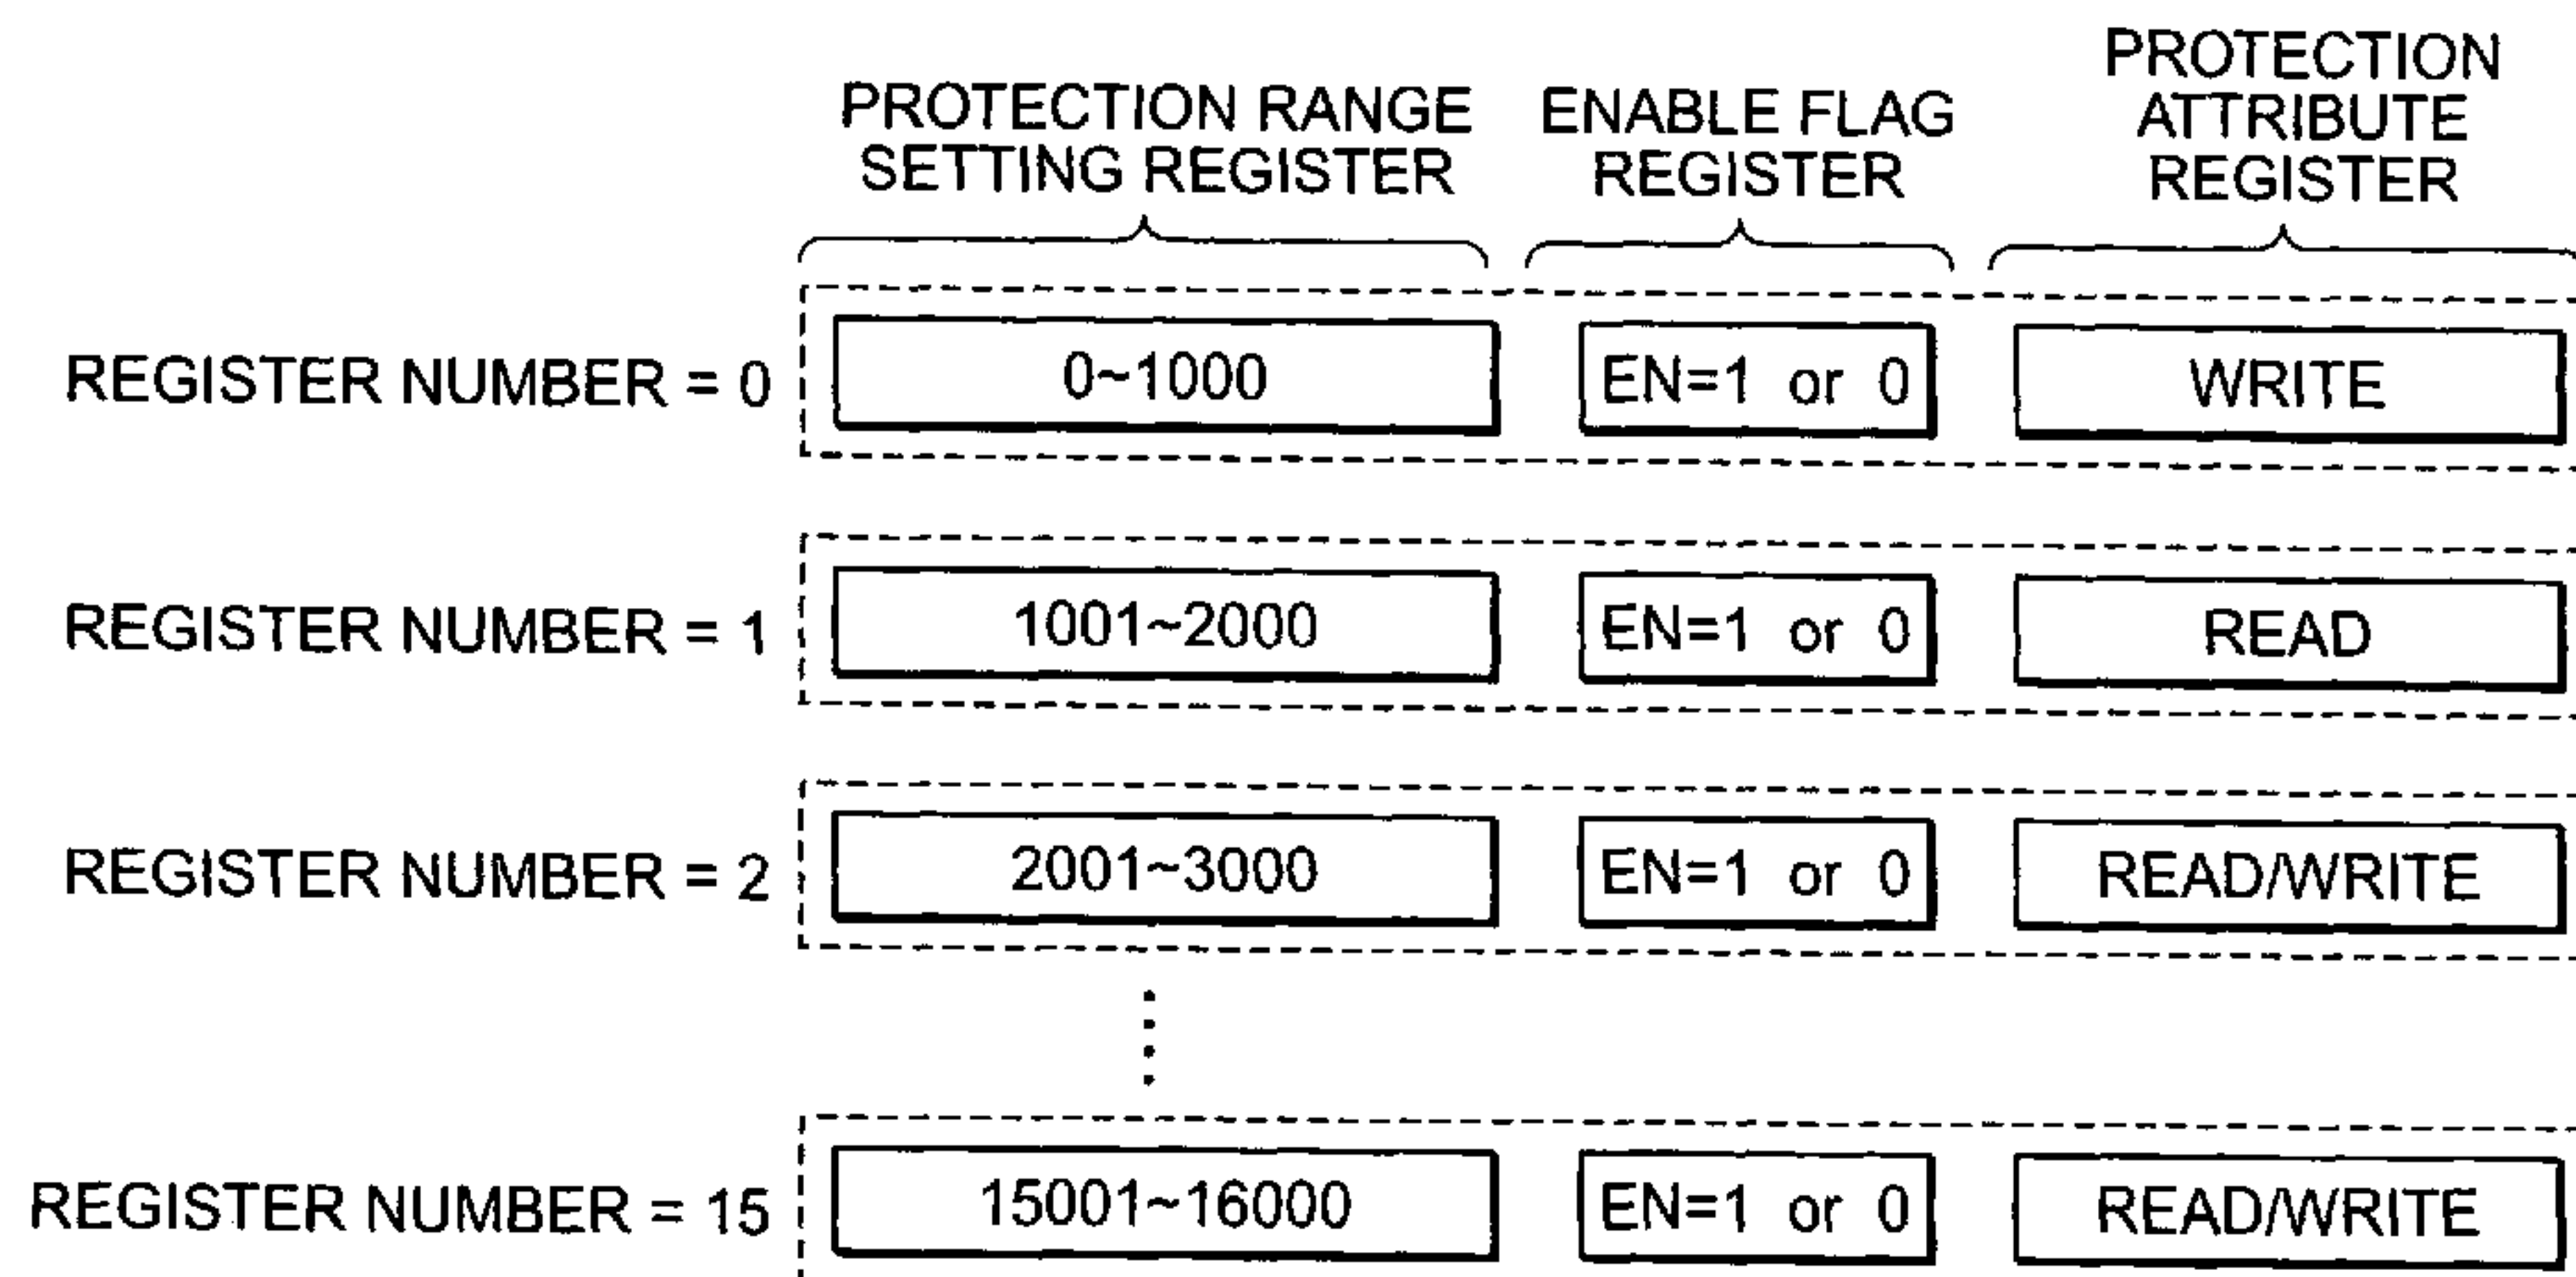 PROTECTION RANGE
SETTING REGISTER
ENABLE FLAG
REGISTER
PROTECTION
ATTRIBUTE
REGISTER
REGISTER NUMBER = 0
0~1000
EN=1 or 0
WRITE
REGISTER NUMBER = 1
1001~2000
EN=1 or 0
READ
REGISTER NUMBER = 2
2001~3000
EN=1 or 0
READ/WRITE
REGISTER NUMBER = 15
15001~16000
EN=1 or 0
READ/WRITE